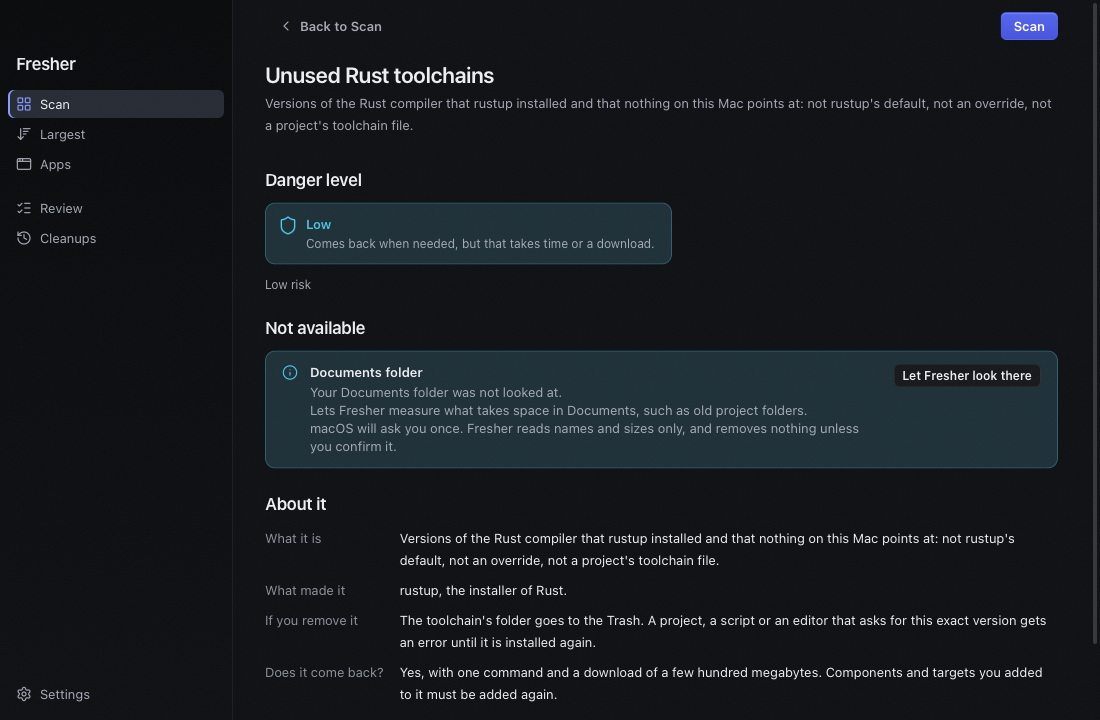 Back to Scan
Scan
Fresher
Scan
Largest
Apps
Review
Cleanups
Settings
Unused Rust toolchains
Versions of the Rust compiler that rustup installed and that nothing on this Mac points at: not rustup's default, not an override, not
a project's toolchain file.
Danger level
Low
Comes back when needed, but that takes time or a download.
Low risk
Not available
Documents folder
Let Fresher look there
Your Documents folder was not looked at.
Lets Fresher measure what takes space in Documents, such as old project folders.
macOS will ask you once. Fresher reads names and sizes only, and removes nothing unless
you confirm it.
About it
What it is
Versions of the Rust compiler that rustup installed and that nothing on this Mac points at: not rustup's
default, not an override, not a project's toolchain file.
What made it
rustup, the installer of Rust.
If you remove it
The toolchain's folder goes to the Trash. A project, a script or an editor that asks for this exact version gets
an error until it is installed again.
Does it come back?
Yes, with one command and a download of a few hundred megabytes. Components and targets you added
to it must be added again.